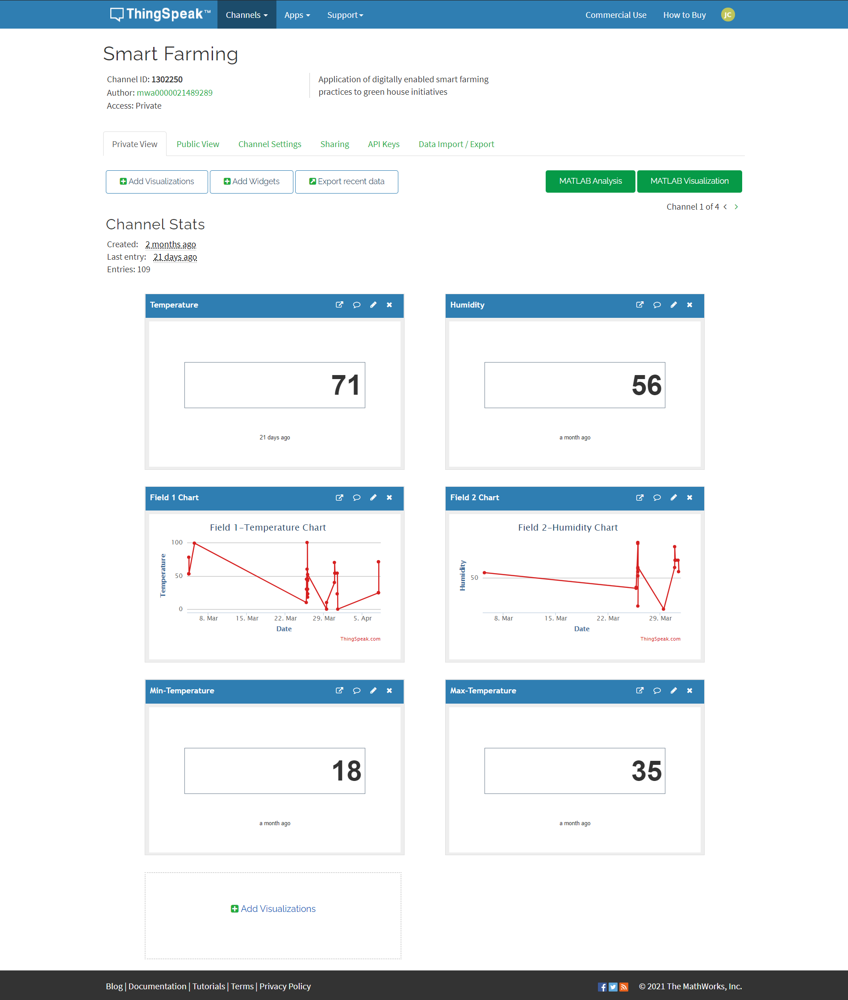 ThingSpeak™ Channels Apps Support Commercial Use How to Buy JC
Smart Farming
Channel ID: 1302250
Author: mwa0000021489289
Access: Private
Application of digitally enabled smart farming
practices to green house initiatives
Private View Public View Channel Settings Sharing API Keys Data Import / Export
Add Visualizations Add Widgets Export recent data MATLAB Analysis MATLAB Visualization
Channel 1 of 4 < >
Channel Stats
Created: 2 months ago
Last entry: 21 days ago
Entries: 109
Temperature
71
21 days ago
Humidity
56
a month ago
Field 1 Chart
Field 1-Temperature Chart
Temperature
100
50
0
8. Mar 15. Mar 22. Mar 29. Mar 5. Apr
Date
ThingSpeak.com
Field 2 Chart
Field 2-Humidity Chart
Humidity
50
8. Mar 15. Mar 22. Mar 29. Mar
Date
ThingSpeak.com
Min-Temperature
18
a month ago
Max-Temperature
35
a month ago
Add Visualizations
Blog | Documentation | Tutorials | Terms | Privacy Policy © 2021 The MathWorks, Inc.